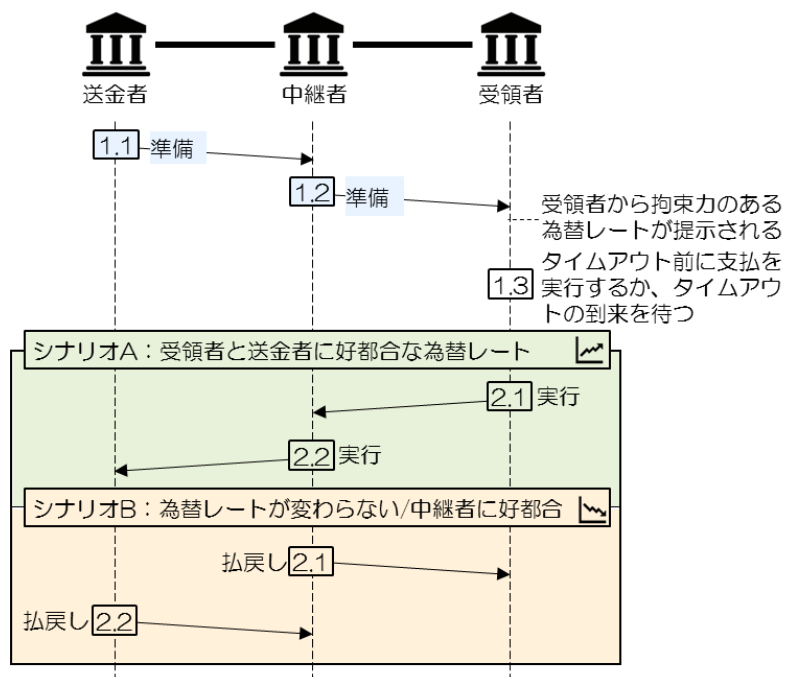 送金者
中継者
受領者
1.1 準備
1.2 準備
受領者から拘束力のある
為替レートが提示される
1.3
タイムアウト前に支払を
実行するか、タイムアウ
トの到来を待つ
シナリオA：受領者と送金者に好都合な為替レート
2.1 実行
2.2 実行
シナリオB：為替レートが変わらない/中継者に好都合
払戻し 2.1
払戻し 2.2